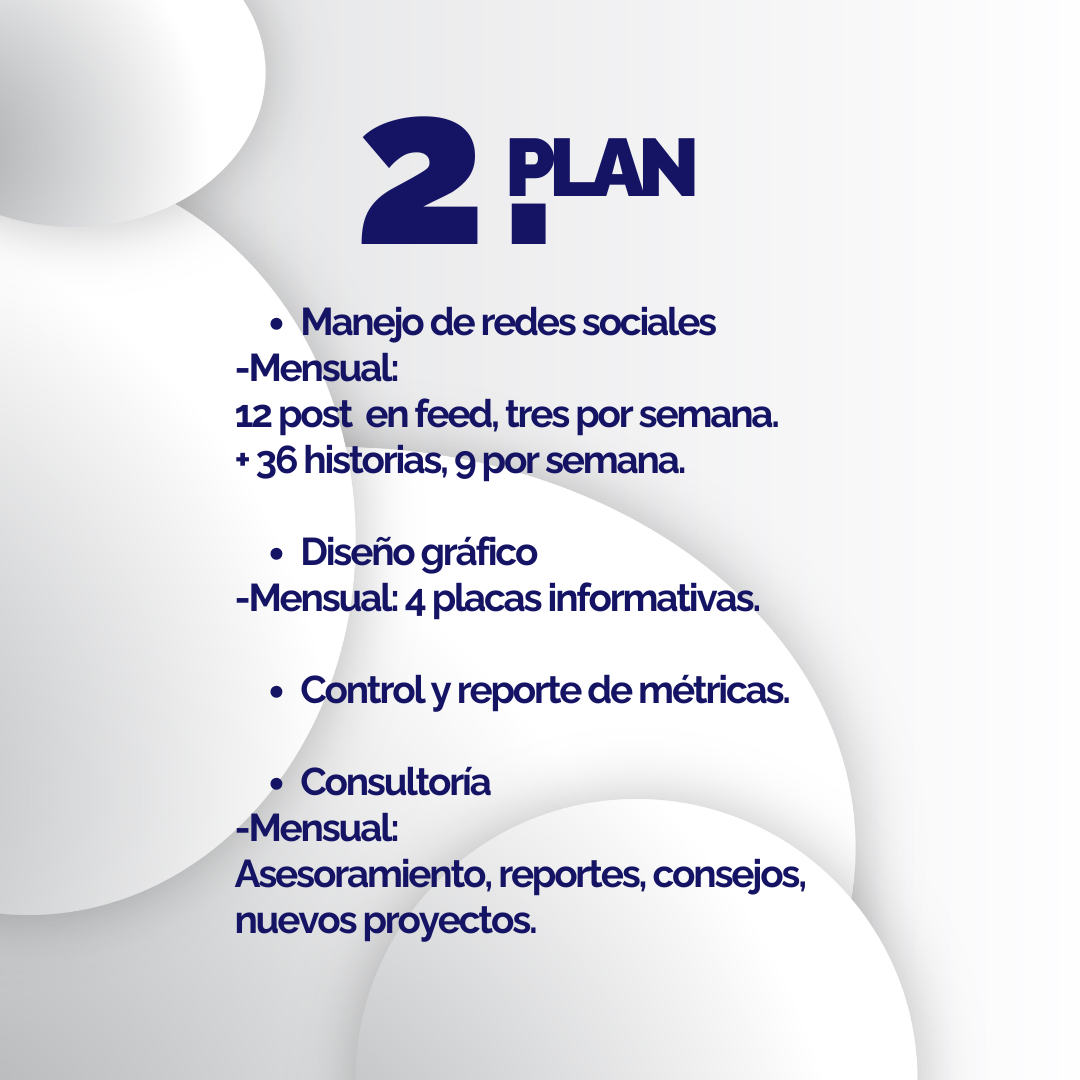 2. PLAN
• Manejo de redes sociales
-Mensual:
12 post en feed, tres por semana.
+ 36 historias, 9 por semana.
• Diseño gráfico
-Mensual: 4 placas informativas.
• Control y reporte de métricas.
• Consultoría
-Mensual:
Asesoramiento, reportes, consejos,
nuevos proyectos.